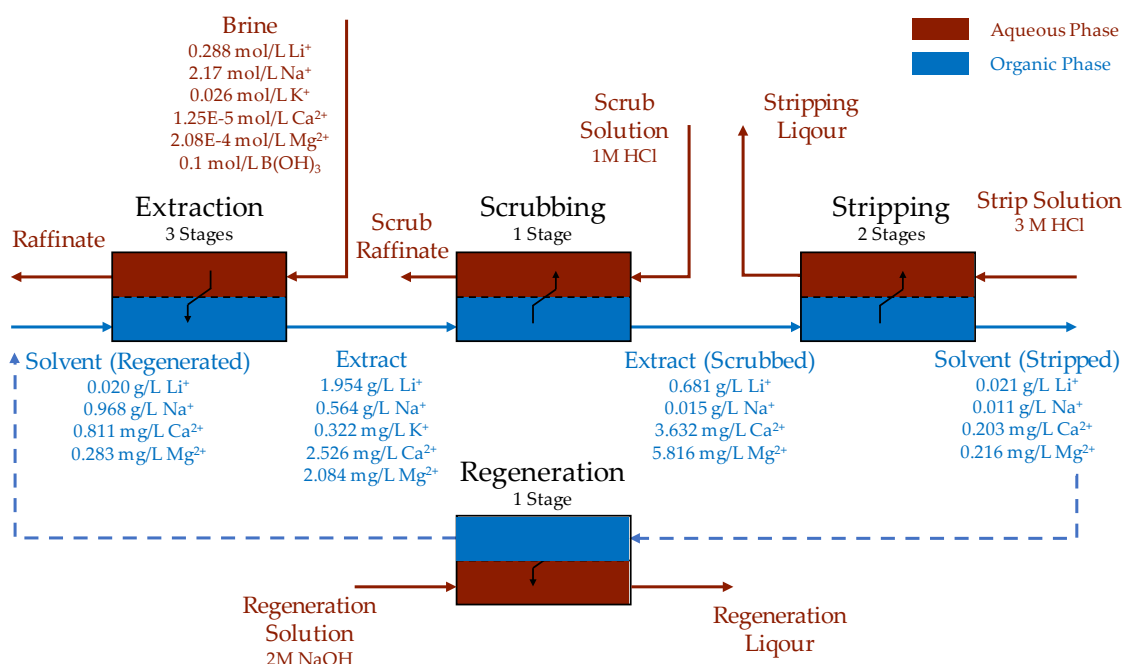 Brine
0.288 mol/L Li⁺
2.17 mol/L Na⁺
0.026 mol/L K⁺
1.25E-5 mol/L Ca²⁺
2.08E-4 mol/L Mg²⁺
0.1 mol/L B(OH)₃
Aqueous Phase
Organic Phase
Scrub
Solution
1M HCl
Stripping
Liqour
Extraction
3 Stages
Scrubbing
1 Stage
Stripping
2 Stages
Raffinate
Scrub
Raffinate
Strip Solution
3 M HCl
Solvent (Regenerated)
0.020 g/L Li⁺
0.968 g/L Na⁺
0.811 mg/L Ca²⁺
0.283 mg/L Mg²⁺
Extract
1.954 g/L Li⁺
0.564 g/L Na⁺
0.322 mg/L K⁺
2.526 mg/L Ca²⁺
2.084 mg/L Mg²⁺
Extract (Scrubbed)
0.681 g/L Li⁺
0.015 g/L Na⁺
3.632 mg/L Ca²⁺
5.816 mg/L Mg²⁺
Solvent (Stripped)
0.021 g/L Li⁺
0.011 g/L Na⁺
0.203 mg/L Ca²⁺
0.216 mg/L Mg²⁺
Regeneration
1 Stage
Regeneration
Solution
2M NaOH
Regeneration
Liqour